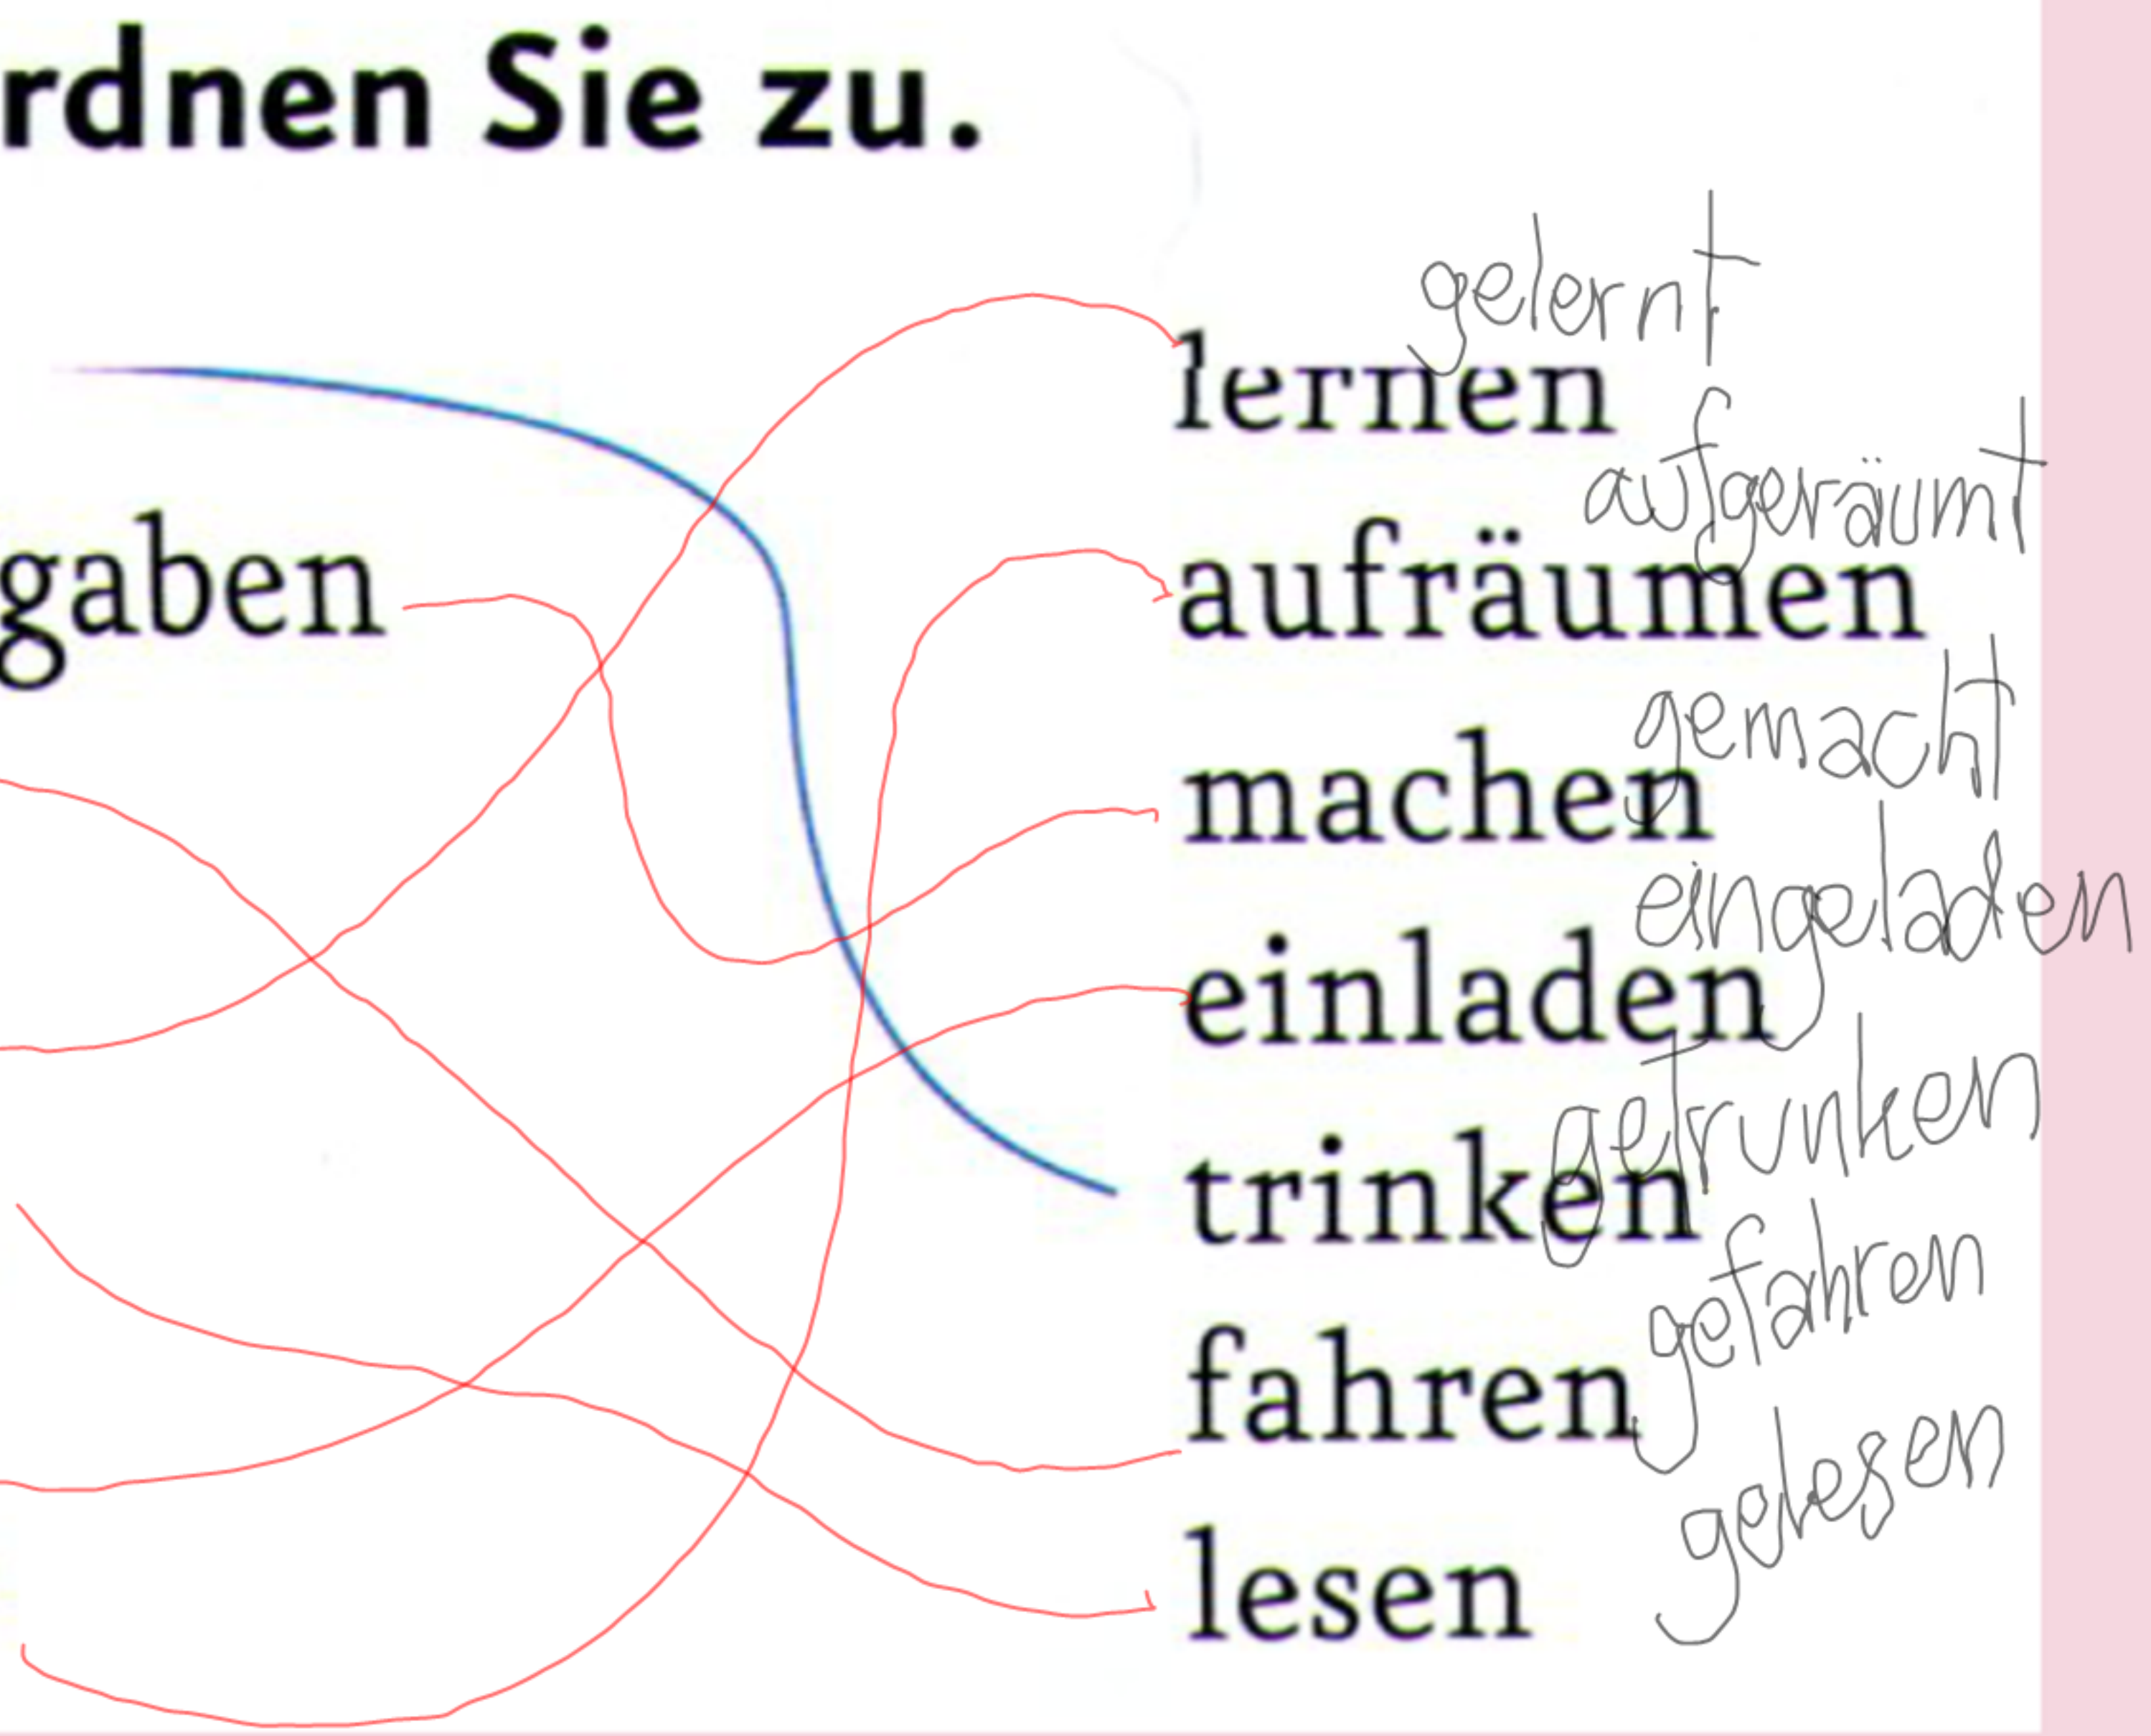 rdnen Sie zu.
gelernt
lernen
aufgeräumt
gaben
aufräumen
gemacht
machen
eingeladen
einladen
getrunken
trinken
gefahren
fahren
gelesen
lesen